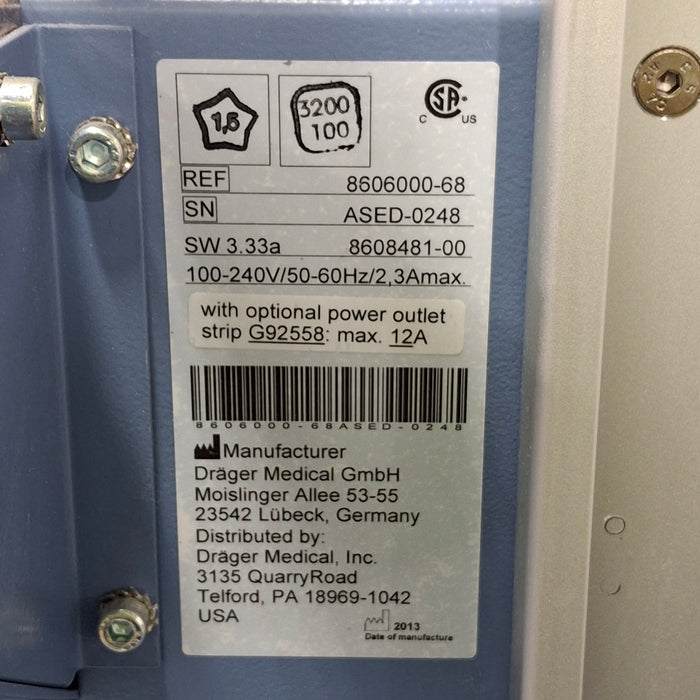 1,6
3200
100
CSA
C US
REF 8606000-68
SN ASED-0248
SW 3.33a 8608481-00
100-240V/50-60Hz/2,3Amax.
with optional power outlet
strip G92558: max. 12A
8606000-68ASED-0248
Manufacturer
Dräger Medical GmbH
Moislinger Allee 53-55
23542 Lübeck, Germany
Distributed by:
Dräger Medical, Inc.
3135 QuarryRoad
Telford, PA 18969-1042
USA
2013
Date of manufacture